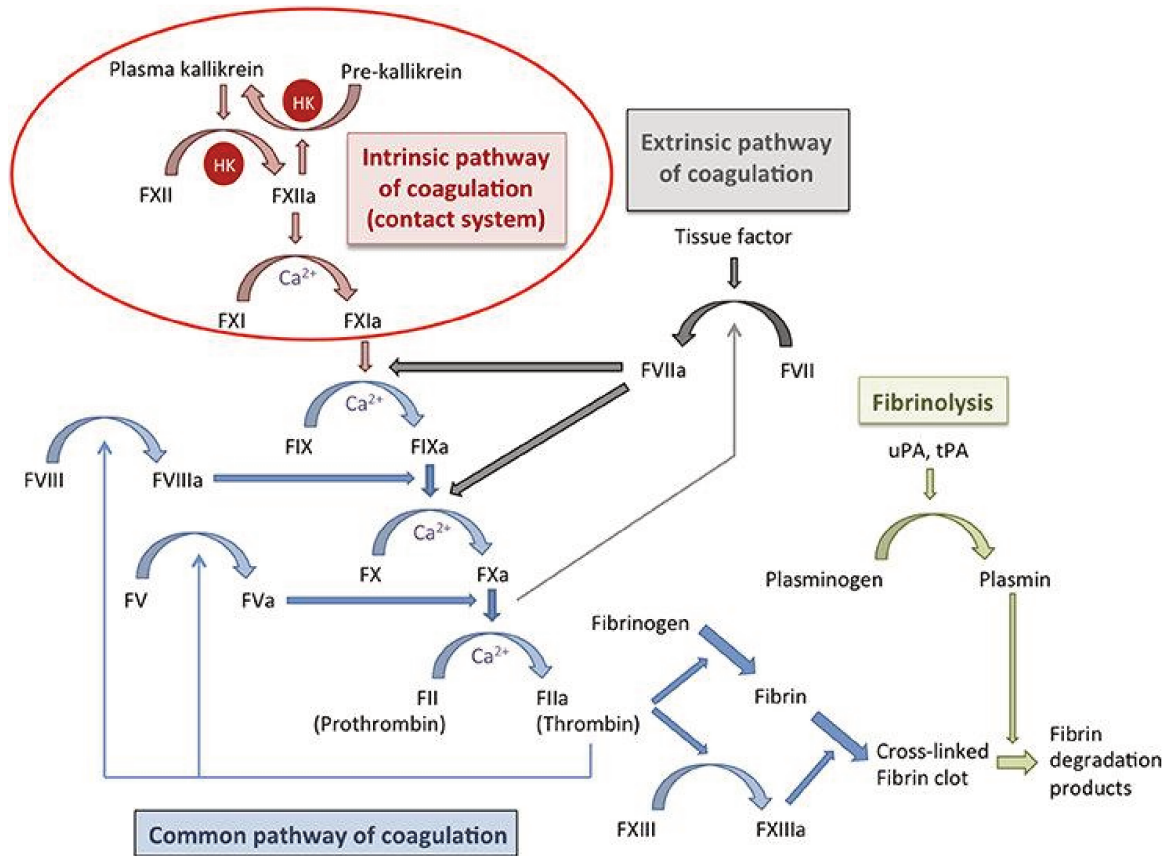 Plasma kallikrein
Pre-kallikrein
HK
HK
FXII
FXIIa
Intrinsic pathway
of coagulation
(contact system)
Ca²⁺
FXI
FXIa
Extrinsic pathway
of coagulation
Tissue factor
FVIIa
FVII
Ca²⁺
FIX
FIXa
FVIII
FVIIIa
Ca²⁺
FX
FXa
FV
FVa
Ca²⁺
FII
(Prothrombin)
FIIa
(Thrombin)
Fibrinolysis
uPA, tPA
Plasminogen
Plasmin
Fibrinogen
Fibrin
Cross-linked
Fibrin clot
Fibrin
degradation
products
FXIII
FXIIIa
Common pathway of coagulation